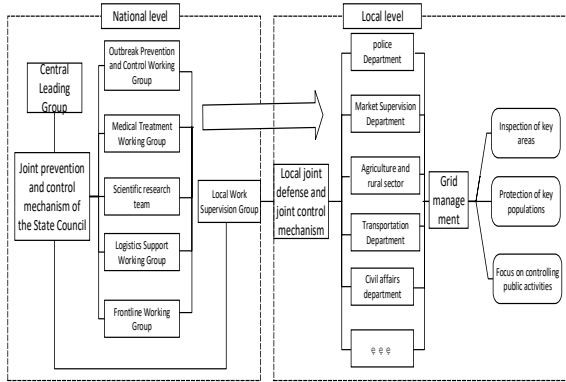 National level
Local level
Central
Leading
Group
Joint prevention
and control
mechanism of
the State Council
Outbreak Prevention
and Control Working
Group
Medical Treatment
Working Group
Scientific research
team
Logistics Support
Working Group
Frontline Working
Group
Local Work
Supervision Group
Local joint
defense and
joint control
mechanism
police
Department
Market Supervision
Department
Agriculture and
rural sector
Transportation
Department
Civil affairs
department
Grid
manage
ment
Inspection of key
areas
Protection of key
populations
Focus on controlling
public activities